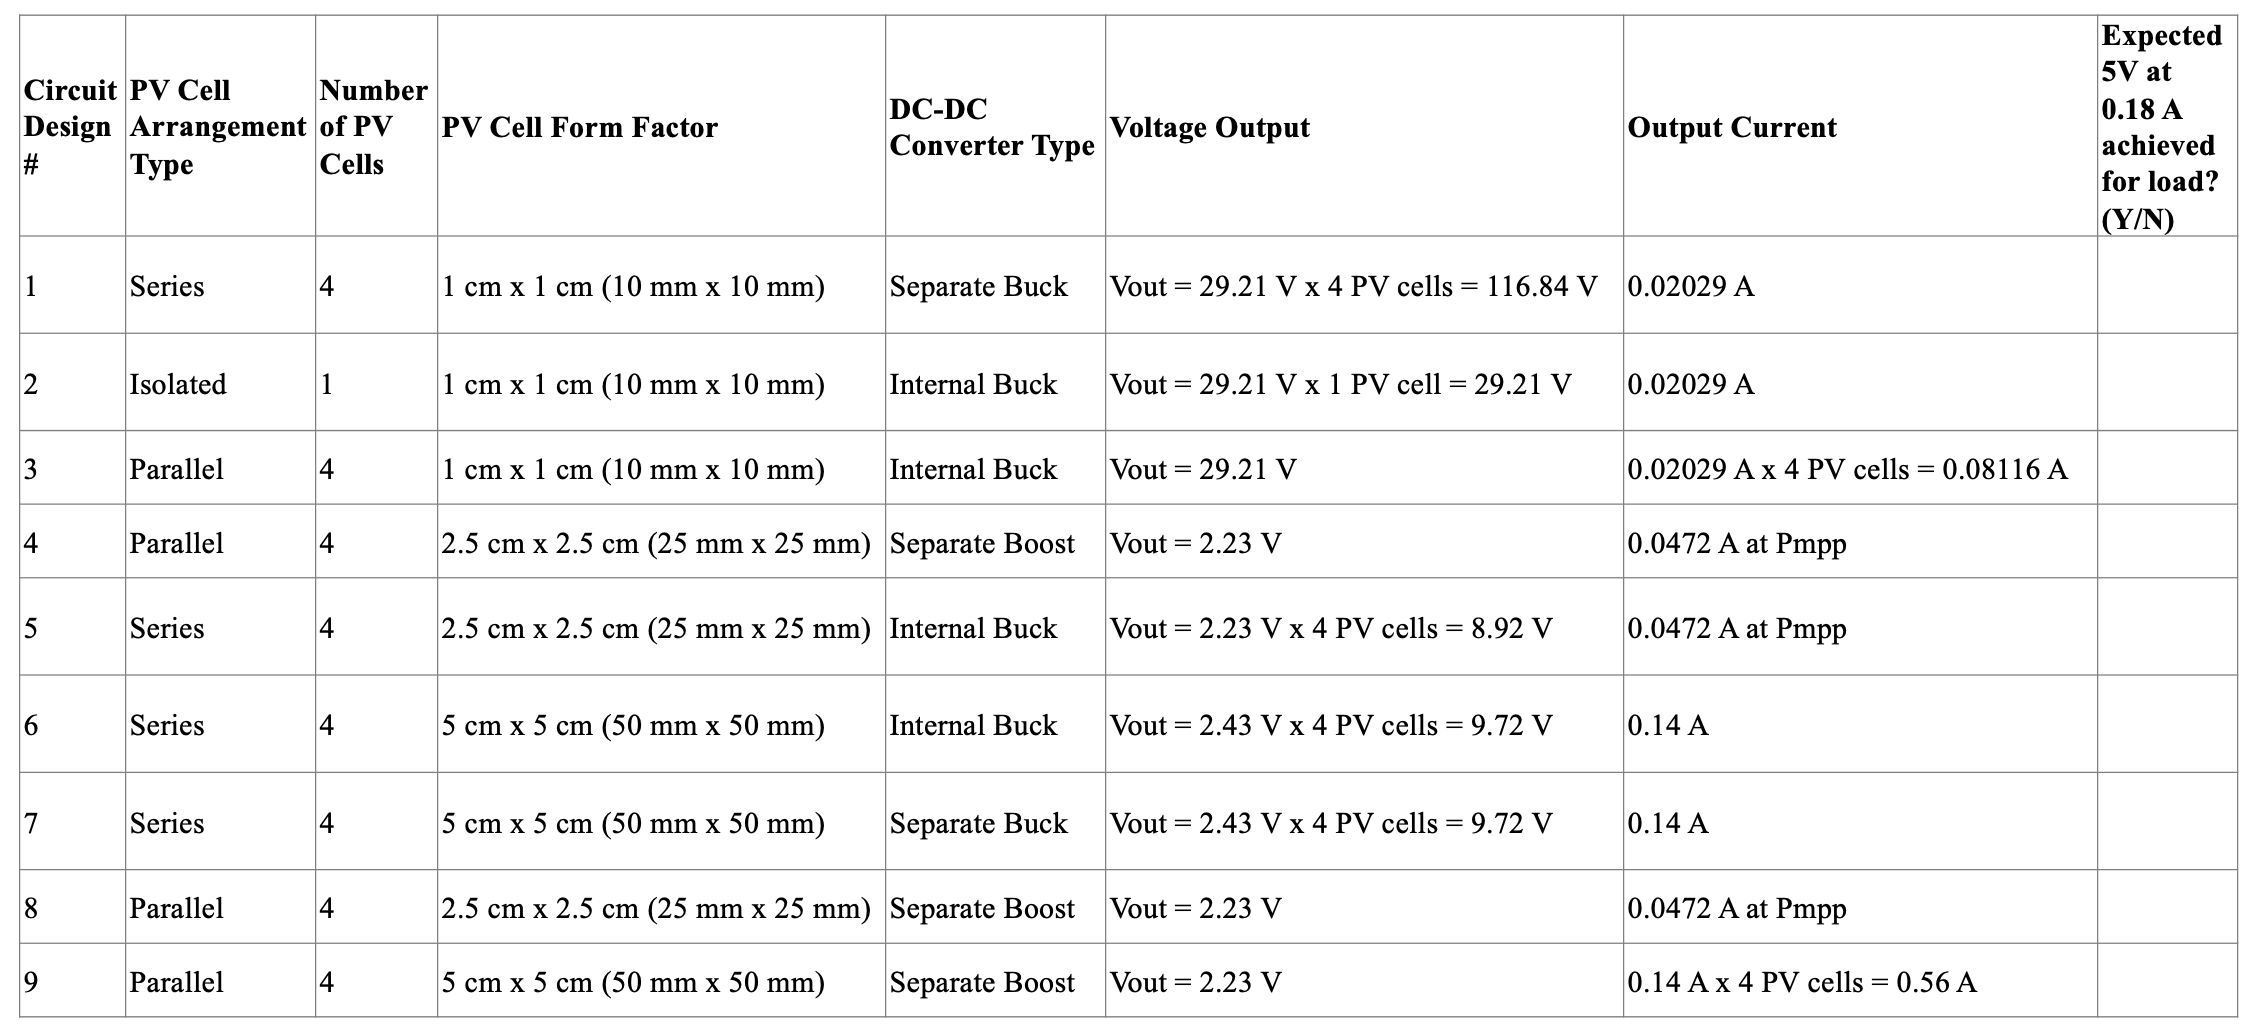 Circuit Design # | PV Cell Arrangement Type | Number of PV Cells | PV Cell Form Factor | DC-DC Converter Type | Voltage Output | Output Current | Expected 5V at 0.18 A achieved for load? (Y/N)
1 | Series | 4 | 1 cm x 1 cm (10 mm x 10 mm) | Separate Buck | Vout = 29.21 V x 4 PV cells = 116.84 V | 0.02029 A
2 | Isolated | 1 | 1 cm x 1 cm (10 mm x 10 mm) | Internal Buck | Vout = 29.21 V x 1 PV cell = 29.21 V | 0.02029 A
3 | Parallel | 4 | 1 cm x 1 cm (10 mm x 10 mm) | Internal Buck | Vout = 29.21 V | 0.02029 A x 4 PV cells = 0.08116 A
4 | Parallel | 4 | 2.5 cm x 2.5 cm (25 mm x 25 mm) | Separate Boost | Vout = 2.23 V | 0.0472 A at Pmpp
5 | Series | 4 | 2.5 cm x 2.5 cm (25 mm x 25 mm) | Internal Buck | Vout = 2.23 V x 4 PV cells = 8.92 V | 0.0472 A at Pmpp
6 | Series | 4 | 5 cm x 5 cm (50 mm x 50 mm) | Internal Buck | Vout = 2.43 V x 4 PV cells = 9.72 V | 0.14 A
7 | Series | 4 | 5 cm x 5 cm (50 mm x 50 mm) | Separate Buck | Vout = 2.43 V x 4 PV cells = 9.72 V | 0.14 A
8 | Parallel | 4 | 2.5 cm x 2.5 cm (25 mm x 25 mm) | Separate Boost | Vout = 2.23 V | 0.0472 A at Pmpp
9 | Parallel | 4 | 5 cm x 5 cm (50 mm x 50 mm) | Separate Boost | Vout = 2.23 V | 0.14 A x 4 PV cells = 0.56 A